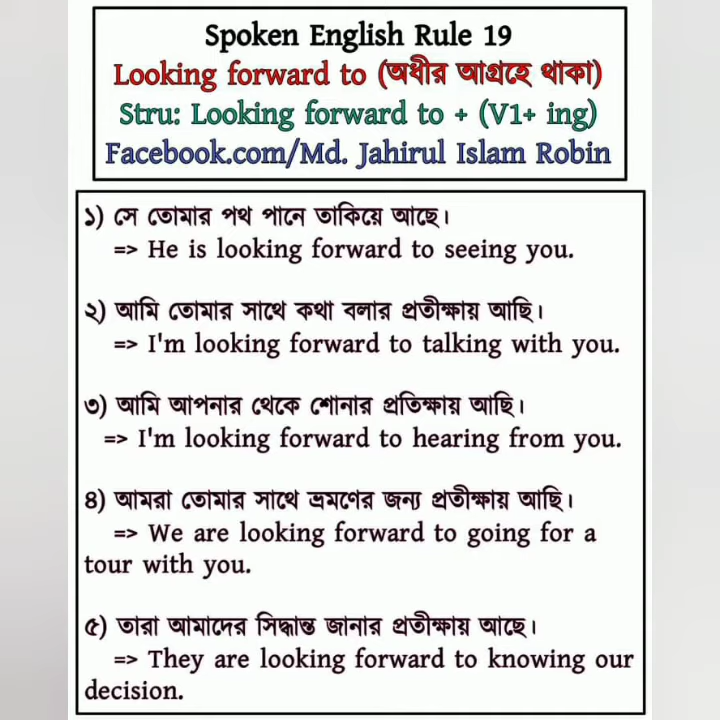 Spoken English Rule 19
Looking forward to (অধীর আগ্রহে থাকা)
Stru: Looking forward to + (V1+ ing)
Facebook.com/Md. Jahirul Islam Robin
১) সে তোমার পথ পানে তাকিয়ে আছে।
=> He is looking forward to seeing you.
২) আমি তোমার সাথে কথা বলার প্রতীক্ষায় আছি।
=> I'm looking forward to talking with you.
৩) আমি আপনার থেকে শোনার প্রতিক্ষায় আছি।
=> I'm looking forward to hearing from you.
৪) আমরা তোমার সাথে ভ্রমণের জন্য প্রতীক্ষায় আছি।
=> We are looking forward to going for a
tour with you.
৫) তারা আমাদের সিদ্ধান্ত জানার প্রতীক্ষায় আছে।
=> They are looking forward to knowing our
decision.